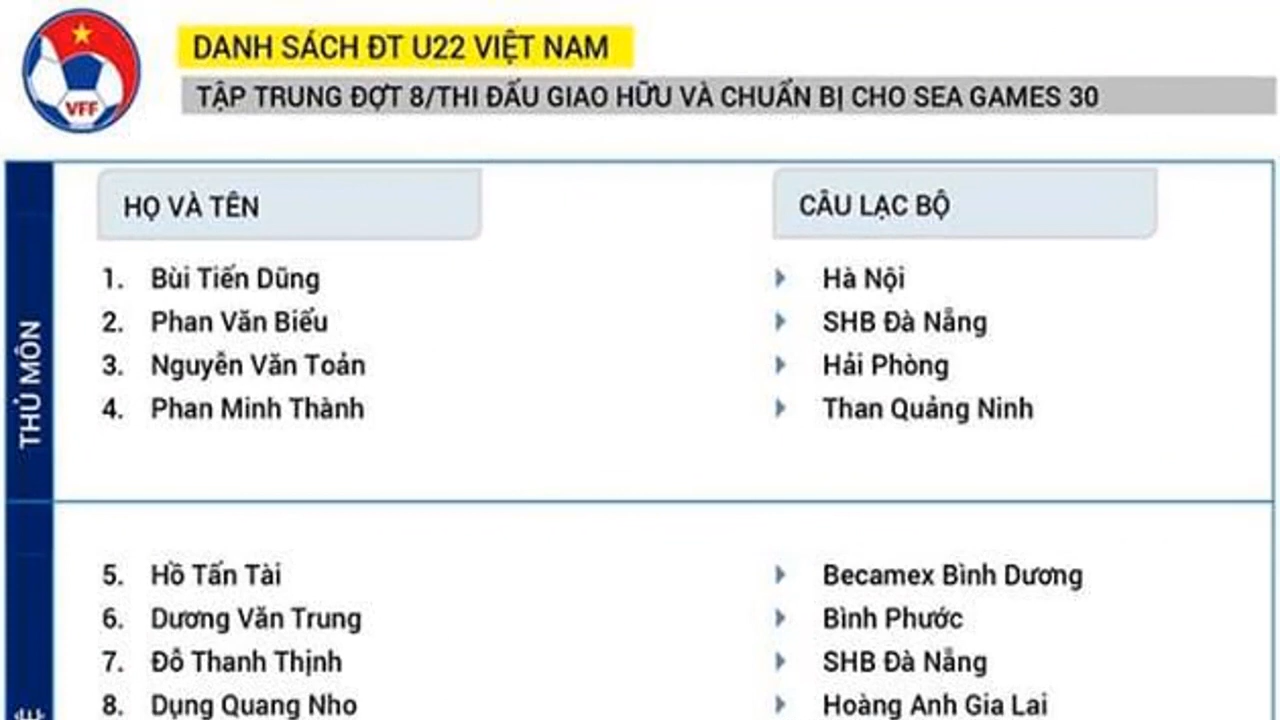 VFF
DANH SÁCH ĐT U22 VIỆT NAM
TẬP TRUNG ĐỢT 8/THI ĐẤU GIAO HỮU VÀ CHUẨN BỊ CHO SEA GAMES 30
HỌ VÀ TÊN CÂU LẠC BỘ
THỦ MÔN
1. Bùi Tiến Dũng Hà Nội
2. Phan Văn Biểu SHB Đà Nẵng
3. Nguyễn Văn Toản Hải Phòng
4. Phan Minh Thành Than Quảng Ninh
5. Hồ Tấn Tài Becamex Bình Dương
6. Dương Văn Trung Bình Phước
7. Đỗ Thanh Thịnh SHB Đà Nẵng
8. Dụng Quang Nho Hoàng Anh Gia Lai